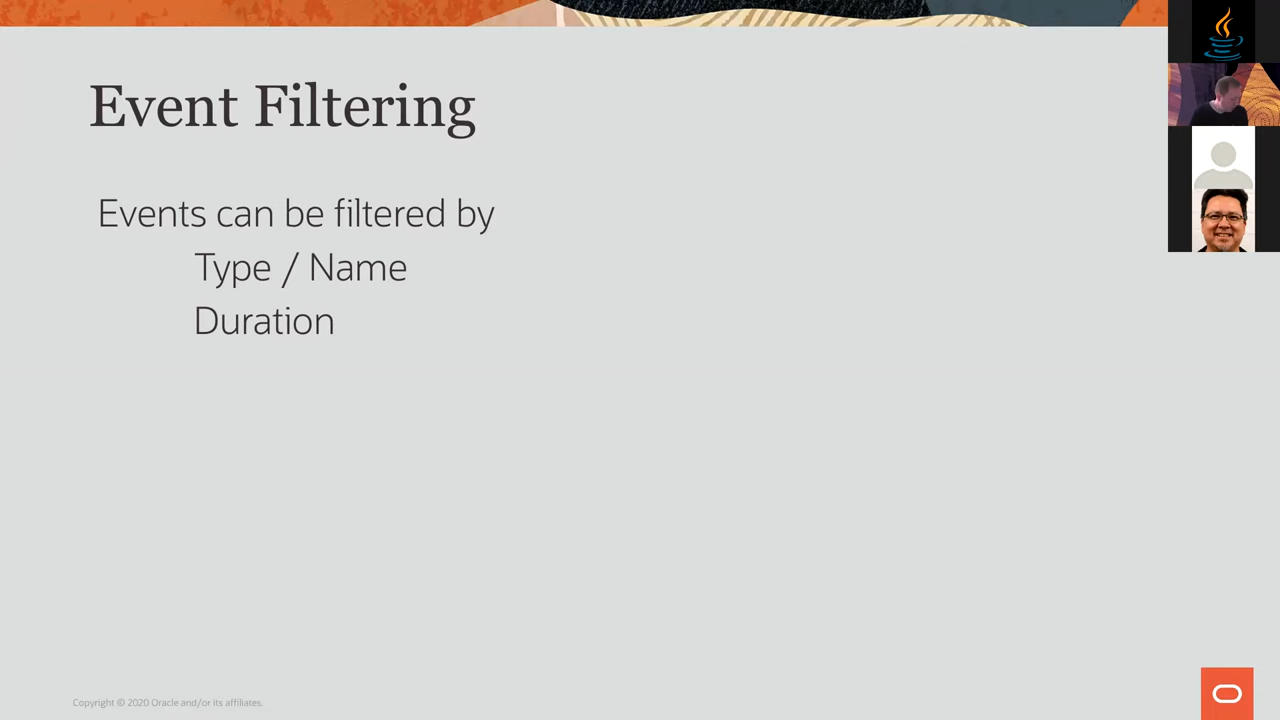 Event Filtering
Events can be filtered by
Type / Name
Duration
Copyright © 2020 Oracle and/or its affiliates.